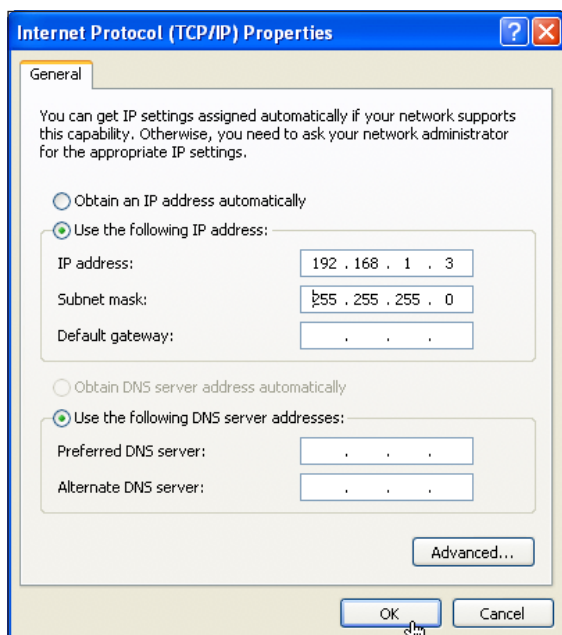 Internet Protocol (TCP/IP) Properties
General
You can get IP settings assigned automatically if your network supports
this capability. Otherwise, you need to ask your network administrator
for the appropriate IP settings.
Obtain an IP address automatically
Use the following IP address:
IP address: 192 . 168 . 1 . 3
Subnet mask: 255 . 255 . 255 . 0
Default gateway: . . .
Obtain DNS server address automatically
Use the following DNS server addresses:
Preferred DNS server: . . .
Alternate DNS server: . . .
Advanced...
OK Cancel